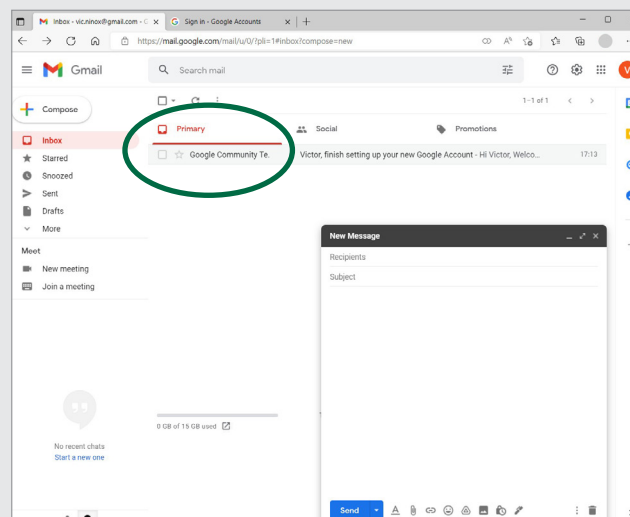 Inbox - vic.ninox@gmail.com - G
Sign in - Google Accounts
https://mail.google.com/mail/u/0/?pli=1#inbox?compose=new
Gmail
Search mail
V
Compose
1–1 of 1
Inbox
Primary
Social
Promotions
Starred
Google Community Te.
Victor, finish setting up your new Google Account - Hi Victor, Welco...
17:13
Snoozed
Sent
Drafts
More
Meet
New meeting
Join a meeting
New Message
Recipients
Subject
0 GB of 15 GB used
No recent chats
Start a new one
Send